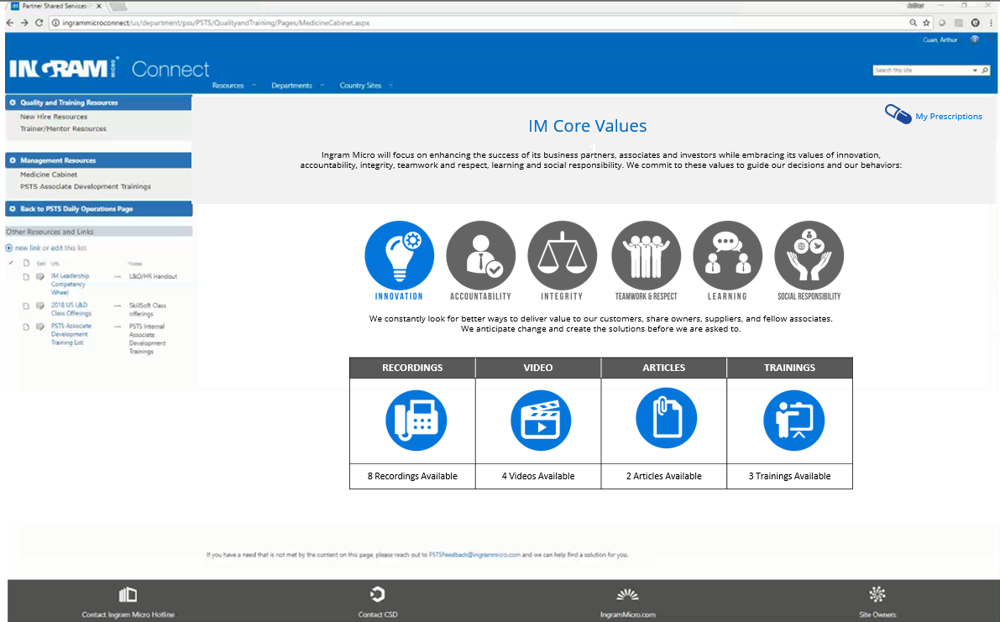 Partner Shared Services-
Arthur
ingrammicroconnect/us/department/pss/PSTS/QualityandTraining/Pages/MedicineCabinet.aspx
Cuan, Arthur
INGRAM MICRO Connect
Search this site
Resources Departments Country Sites
Quality and Training Resources
New Hire Resources
Trainer/Mentor Resources
Management Resources
Medicine Cabinet
PSTS Associate Development Trainings
Back to PSTS Daily Operations Page
Other Resources and Links
new link or edit this list
Edit URL Notes
IM Leadership Competency Wheel
L&D/HR Handout
2018 US L&D Class Offerings
SkillSoft Class offerings
PSTS Associate Development Training List
PSTS Internal Associate Development Trainings
My Prescriptions
IM Core Values
Ingram Micro will focus on enhancing the success of its business partners, associates and investors while embracing its values of innovation,
accountability, integrity, teamwork and respect, learning and social responsibility. We commit to these values to guide our decisions and our behaviors:
INNOVATION ACCOUNTABILITY INTEGRITY TEAMWORK & RESPECT LEARNING SOCIAL RESPONSIBILITY
We constantly look for better ways to deliver value to our customers, share owners, suppliers, and fellow associates.
We anticipate change and create the solutions before we are asked to.
RECORDINGS VIDEO ARTICLES TRAININGS
8 Recordings Available 4 Videos Available 2 Articles Available 3 Trainings Available
If you have a need that is not met by the content on this page, please reach out to PSTSFeedback@ingrammicro.com and we can help find a solution for you.
Contact Ingram Micro Hotline Contact CSD IngramMicro.com Site Owners